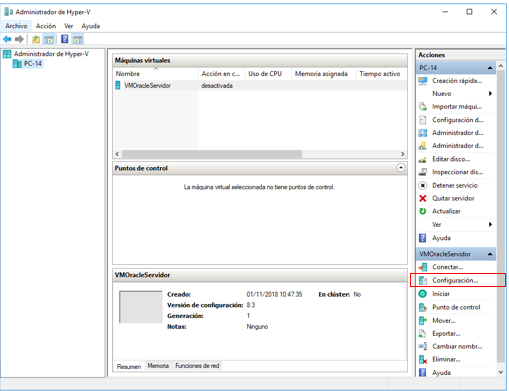 Administrador de Hyper-V
Archivo Acción Ver Ayuda
Administrador de Hyper-V
PC-14
Máquinas virtuales
Nombre Acción en c... Uso de CPU Memoria asignada Tiempo activo
VMOracleServidor desactivada
Puntos de control
La máquina virtual seleccionada no tiene puntos de control.
VMOracleServidor
Creado: 01/11/2018 10:47:35 En clúster: No
Versión de configuración: 8.3
Generación: 1
Notas: Ninguno
Resumen Memoria Funciones de red
Acciones
PC-14
Creación rápida...
Nuevo
Importar máqui...
Configuración d...
Administrador d...
Administrador d...
Editar disco...
Inspeccionar dis...
Detener servicio
Quitar servidor
Actualizar
Ver
Ayuda
VMOracleServidor
Conectar...
Configuración...
Iniciar
Punto de control
Mover...
Exportar...
Cambiar nombr...
Eliminar...
Ayuda